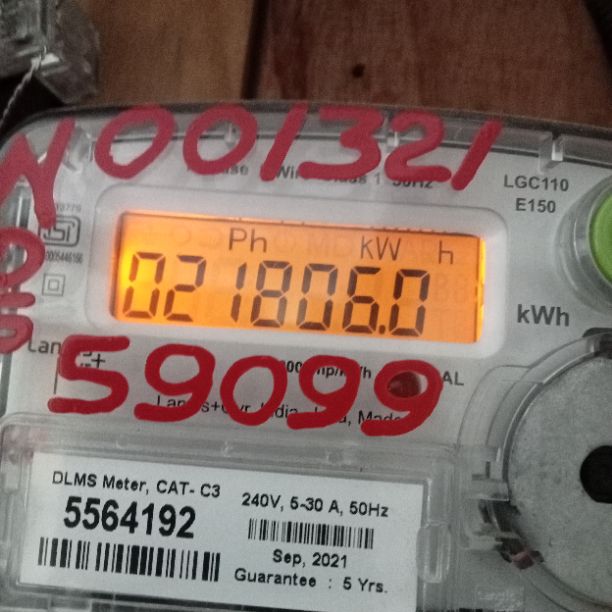 N 001321
LGC110
E150
Ph kW h
021806.0
kWh
59099
DLMS Meter, CAT- C3
5564192
240V, 5-30 A, 50Hz
Sep, 2021
Guarantee : 5 Yrs.